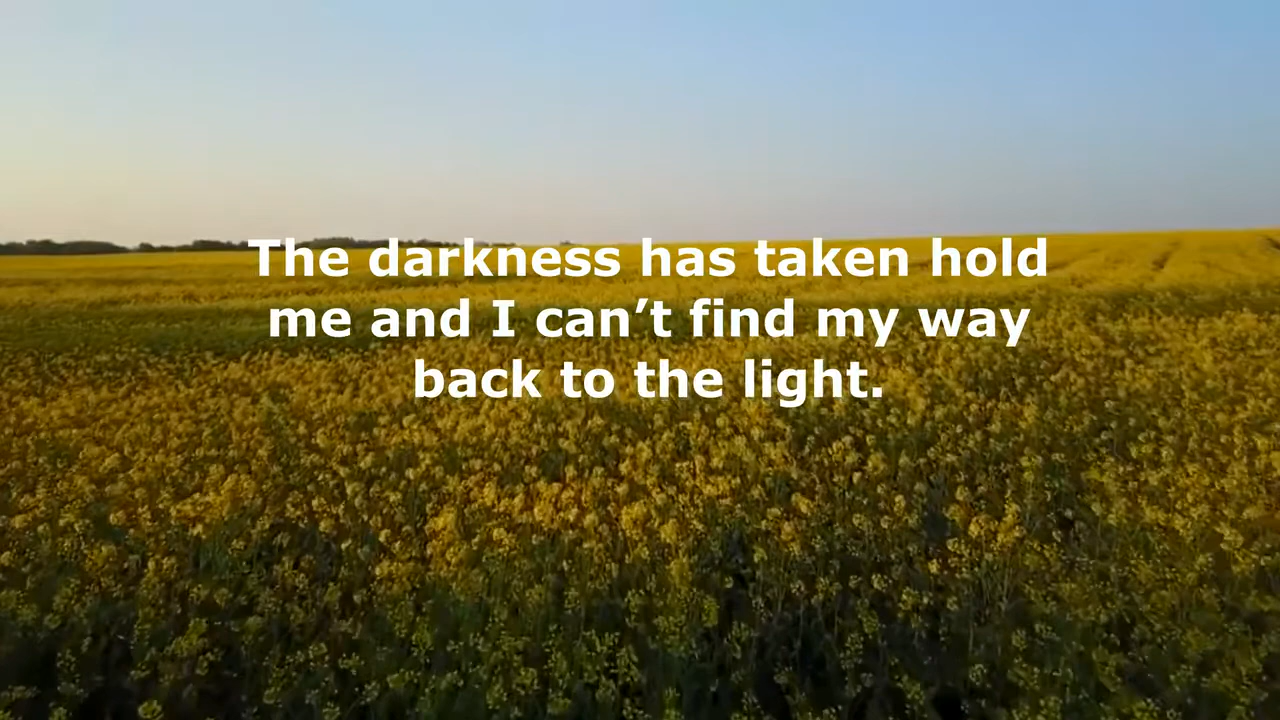 The darkness has taken hold
me and I can’t find my way
back to the light.